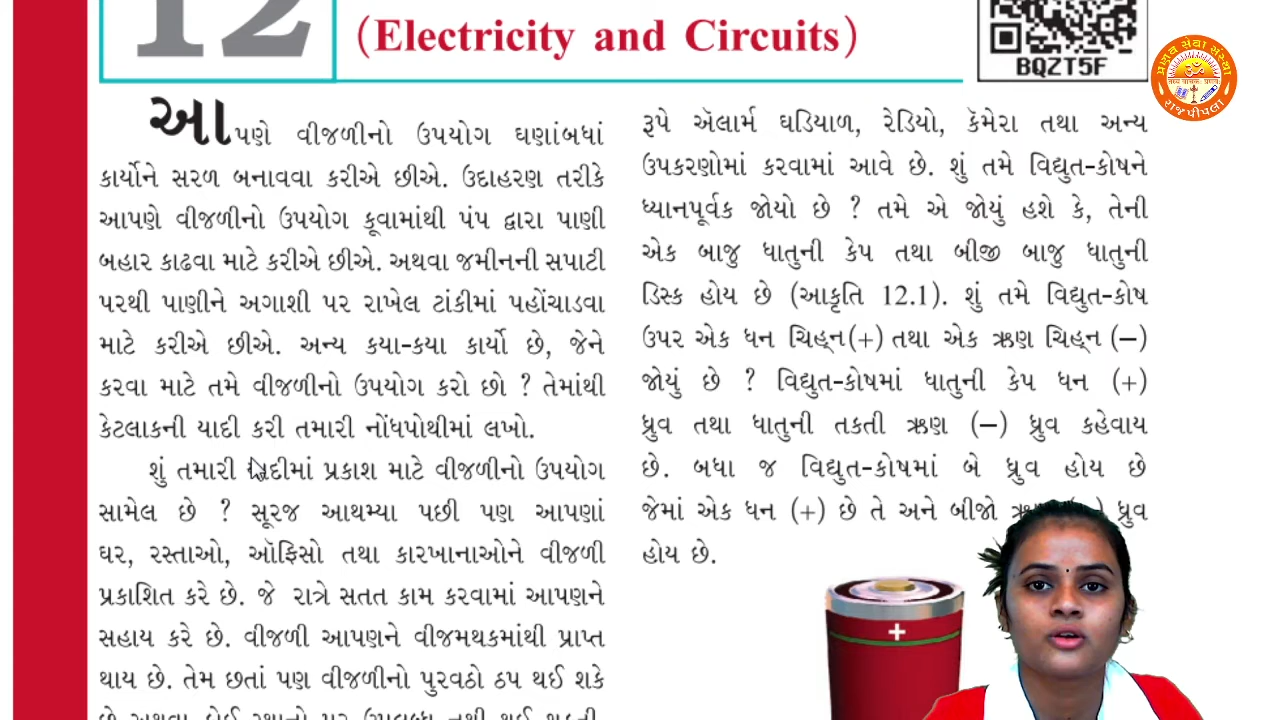 12
(Electricity and Circuits)
BQZT5F
પ્રણવ સેવા સંસ્થા
રાજપીપલા
આપણે વીજળીનો ઉપયોગ ઘણાંબધાં
કાર્યોને સરળ બનાવવા કરીએ છીએ. ઉદાહરણ તરીકે
આપણે વીજળીનો ઉપયોગ કૂવામાંથી પંપ દ્વારા પાણી
બહાર કાઢવા માટે કરીએ છીએ. અથવા જમીનની સપાટી
પરથી પાણીને અગાશી પર રાખેલ ટાંકીમાં પહોંચાડવા
માટે કરીએ છીએ. અન્ય કયા-કયા કાર્યો છે, જેને
કરવા માટે તમે વીજળીનો ઉપયોગ કરો છો ? તેમાંથી
કેટલાકની યાદી કરી તમારી નોંધપોથીમાં લખો.
શું તમારી યાદીમાં પ્રકાશ માટે વીજળીનો ઉપયોગ
સામેલ છે ? સૂરજ આથમ્યા પછી પણ આપણાં
ઘર, રસ્તાઓ, ઑફિસો તથા કારખાનાઓને વીજળી
પ્રકાશિત કરે છે. જે રાત્રે સતત કામ કરવામાં આપણને
સહાય કરે છે. વીજળી આપણને વીજમથકમાંથી પ્રાપ્ત
થાય છે. તેમ છતાં પણ વીજળીનો પુરવઠો ઠપ થઈ શકે
રૂપે ઍલાર્મ ઘડિયાળ, રેડિયો, કૅમેરા તથા અન્ય
ઉપકરણોમાં કરવામાં આવે છે. શું તમે વિદ્યુત-કોષને
ધ્યાનપૂર્વક જોયો છે ? તમે એ જોયું હશે કે, તેની
એક બાજુ ધાતુની કેપ તથા બીજી બાજુ ધાતુની
ડિસ્ક હોય છે (આકૃતિ 12.1). શું તમે વિદ્યુત-કોષ
ઉપર એક ધન ચિહ્ન(+) તથા એક ઋણ ચિહ્ન (–)
જોયું છે ? વિદ્યુત-કોષમાં ધાતુની કેપ ધન (+)
ધ્રુવ તથા ધાતુની તકતી ઋણ (–) ધ્રુવ કહેવાય
છે. બધા જ વિદ્યુત-કોષમાં બે ધ્રુવ હોય છે
જેમાં એક ધન (+) છે તે અને બીજો ધ્રુવ
હોય છે.
+